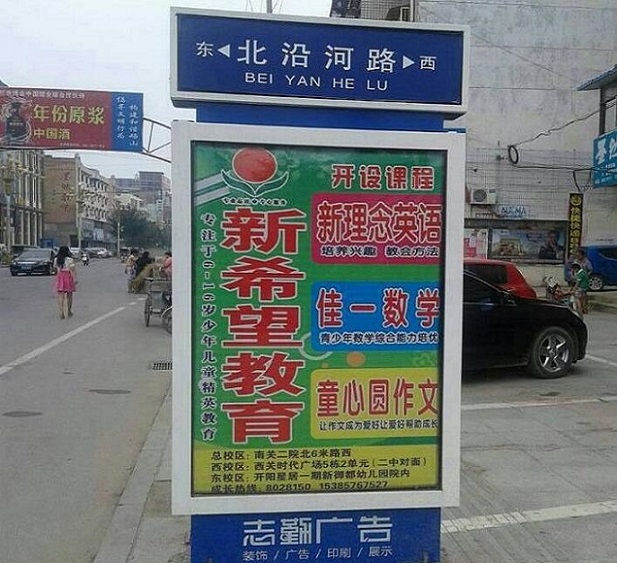 东 北沿河路 西
BEI YAN HE LU
年份原浆
中国酒
开设课程
新希望教育
专注于6-16岁少年儿童精英教育
新理念英语
培养兴趣 教会方法
佳一数学
青少年数学综合能力培优
童心圆作文
让作文成为爱好让爱好帮助成长
总校区：南关二院北6米路西
西校区：西关时代广场5栋2单元（二中对面）
东校区：开阳星居一期新御都幼儿园院内
成长热线：8028150 15385767527
志勤广告
装饰 / 广告 / 印刷 / 展示